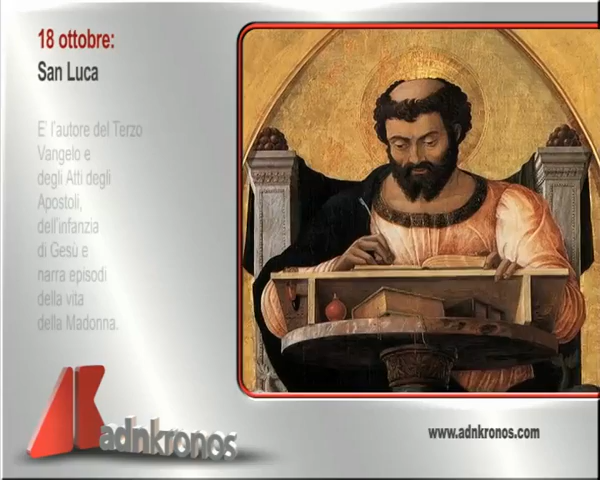 18 ottobre:
San Luca
E' l'autore del Terzo
Vangelo e
degli Atti degli
Apostoli,
dell'infanzia
di Gesù e
narra episodi
della vita
della Madonna.
adnkronos
www.adnkronos.com